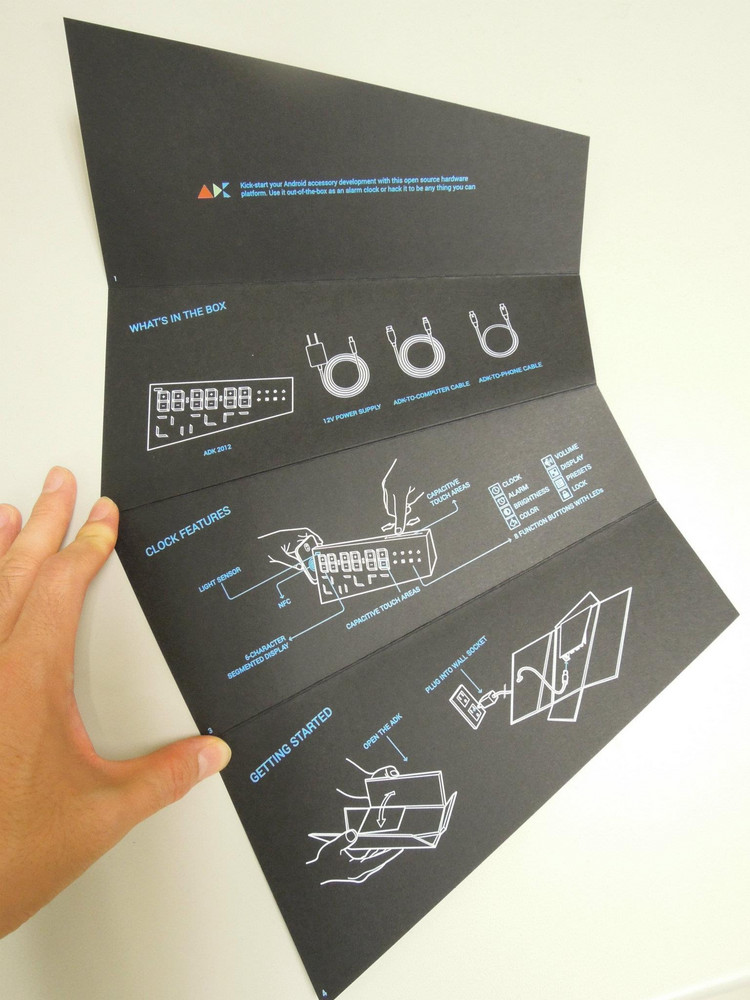 ADK
Kick-start your Android accessory development with this open source hardware
platform. Use it out-of-the-box as an alarm clock or hack it to be any thing you can
1
WHAT'S IN THE BOX
ADK 2012
12V POWER SUPPLY
ADK-TO-COMPUTER CABLE
ADK-TO-PHONE CABLE
CLOCK FEATURES
LIGHT SENSOR
NFC
6-CHARACTER
SEGMENTED DISPLAY
CAPACITIVE TOUCH AREAS
CAPACITIVE
TOUCH AREAS
CLOCK
ALARM
BRIGHTNESS
COLOR
VOLUME
DISPLAY
PRESETS
LOCK
8 FUNCTION BUTTONS WITH LEDs
3
GETTING STARTED
OPEN THE ADK
PLUG INTO WALL SOCKET
4